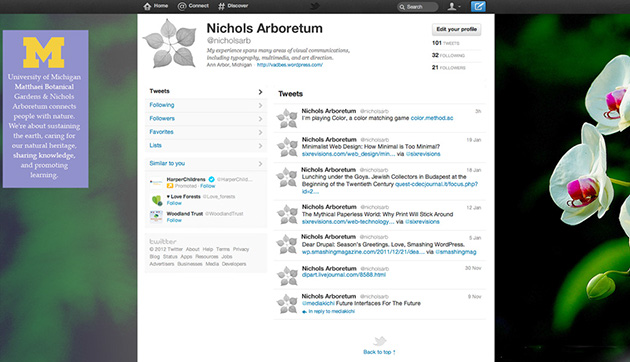 Home
Connect
# Discover
Search
M
University of Michigan
Matthaei Botanical
Gardens & Nichols
Arboretum connects
people with nature.
We're about sustaining
the earth, caring for
our natural heritage,
sharing knowledge,
and promoting
learning.
Nichols Arboretum
@nicholsarb
My experience spans many areas of visual communications,
including typography, multimedia, and art direction.
Ann Arbor, Michigan http://vacbes.wordpress.com/
Edit your profile
101 TWEETS
32 FOLLOWING
21 FOLLOWERS
Tweets
Following
Followers
Favorites
Lists
Similar to you
HarperChildrens @HarperChild...
Promoted · Follow
♥ Love Forests @Love_forests
Follow
Woodland Trust @WoodlandTrust
Follow
twitter
© 2012 Twitter About Help Terms Privacy
Blog Status Apps Resources Jobs
Advertisers Businesses Media Developers
Tweets
Nichols Arboretum @nicholsarb 3h
I'm playing Color, a color matching game color.method.ac
Nichols Arboretum @nicholsarb 19 Jan
Minimalist Web Design: How Minimal is Too Minimal?
sixrevisions.com/web_design/min... via @sixrevisions
Nichols Arboretum @nicholsarb 18 Jan
Lunching under the Goya. Jewish Collectors in Budapest at the
Beginning of the Twentieth Century quest-cdecjournal.it/focus.php?
id=2...
Nichols Arboretum @nicholsarb 12 Jan
The Mythical Paperless World: Why Print Will Stick Around
sixrevisions.com/web-technology... via @sixrevisions
Nichols Arboretum @nicholsarb 5 Jan
Dear Drupal: Season's Greetings. Love, Smashing WordPress.
wp.smashingmagazine.com/2011/12/21/dea... via @smashingmag
Nichols Arboretum @nicholsarb 30 Nov
dipart.livejournal.com/8588.html
Nichols Arboretum @nicholsarb 9 Nov
@mediakichi Future Interfaces For The Future
In reply to mediakichi
Back to top ↑